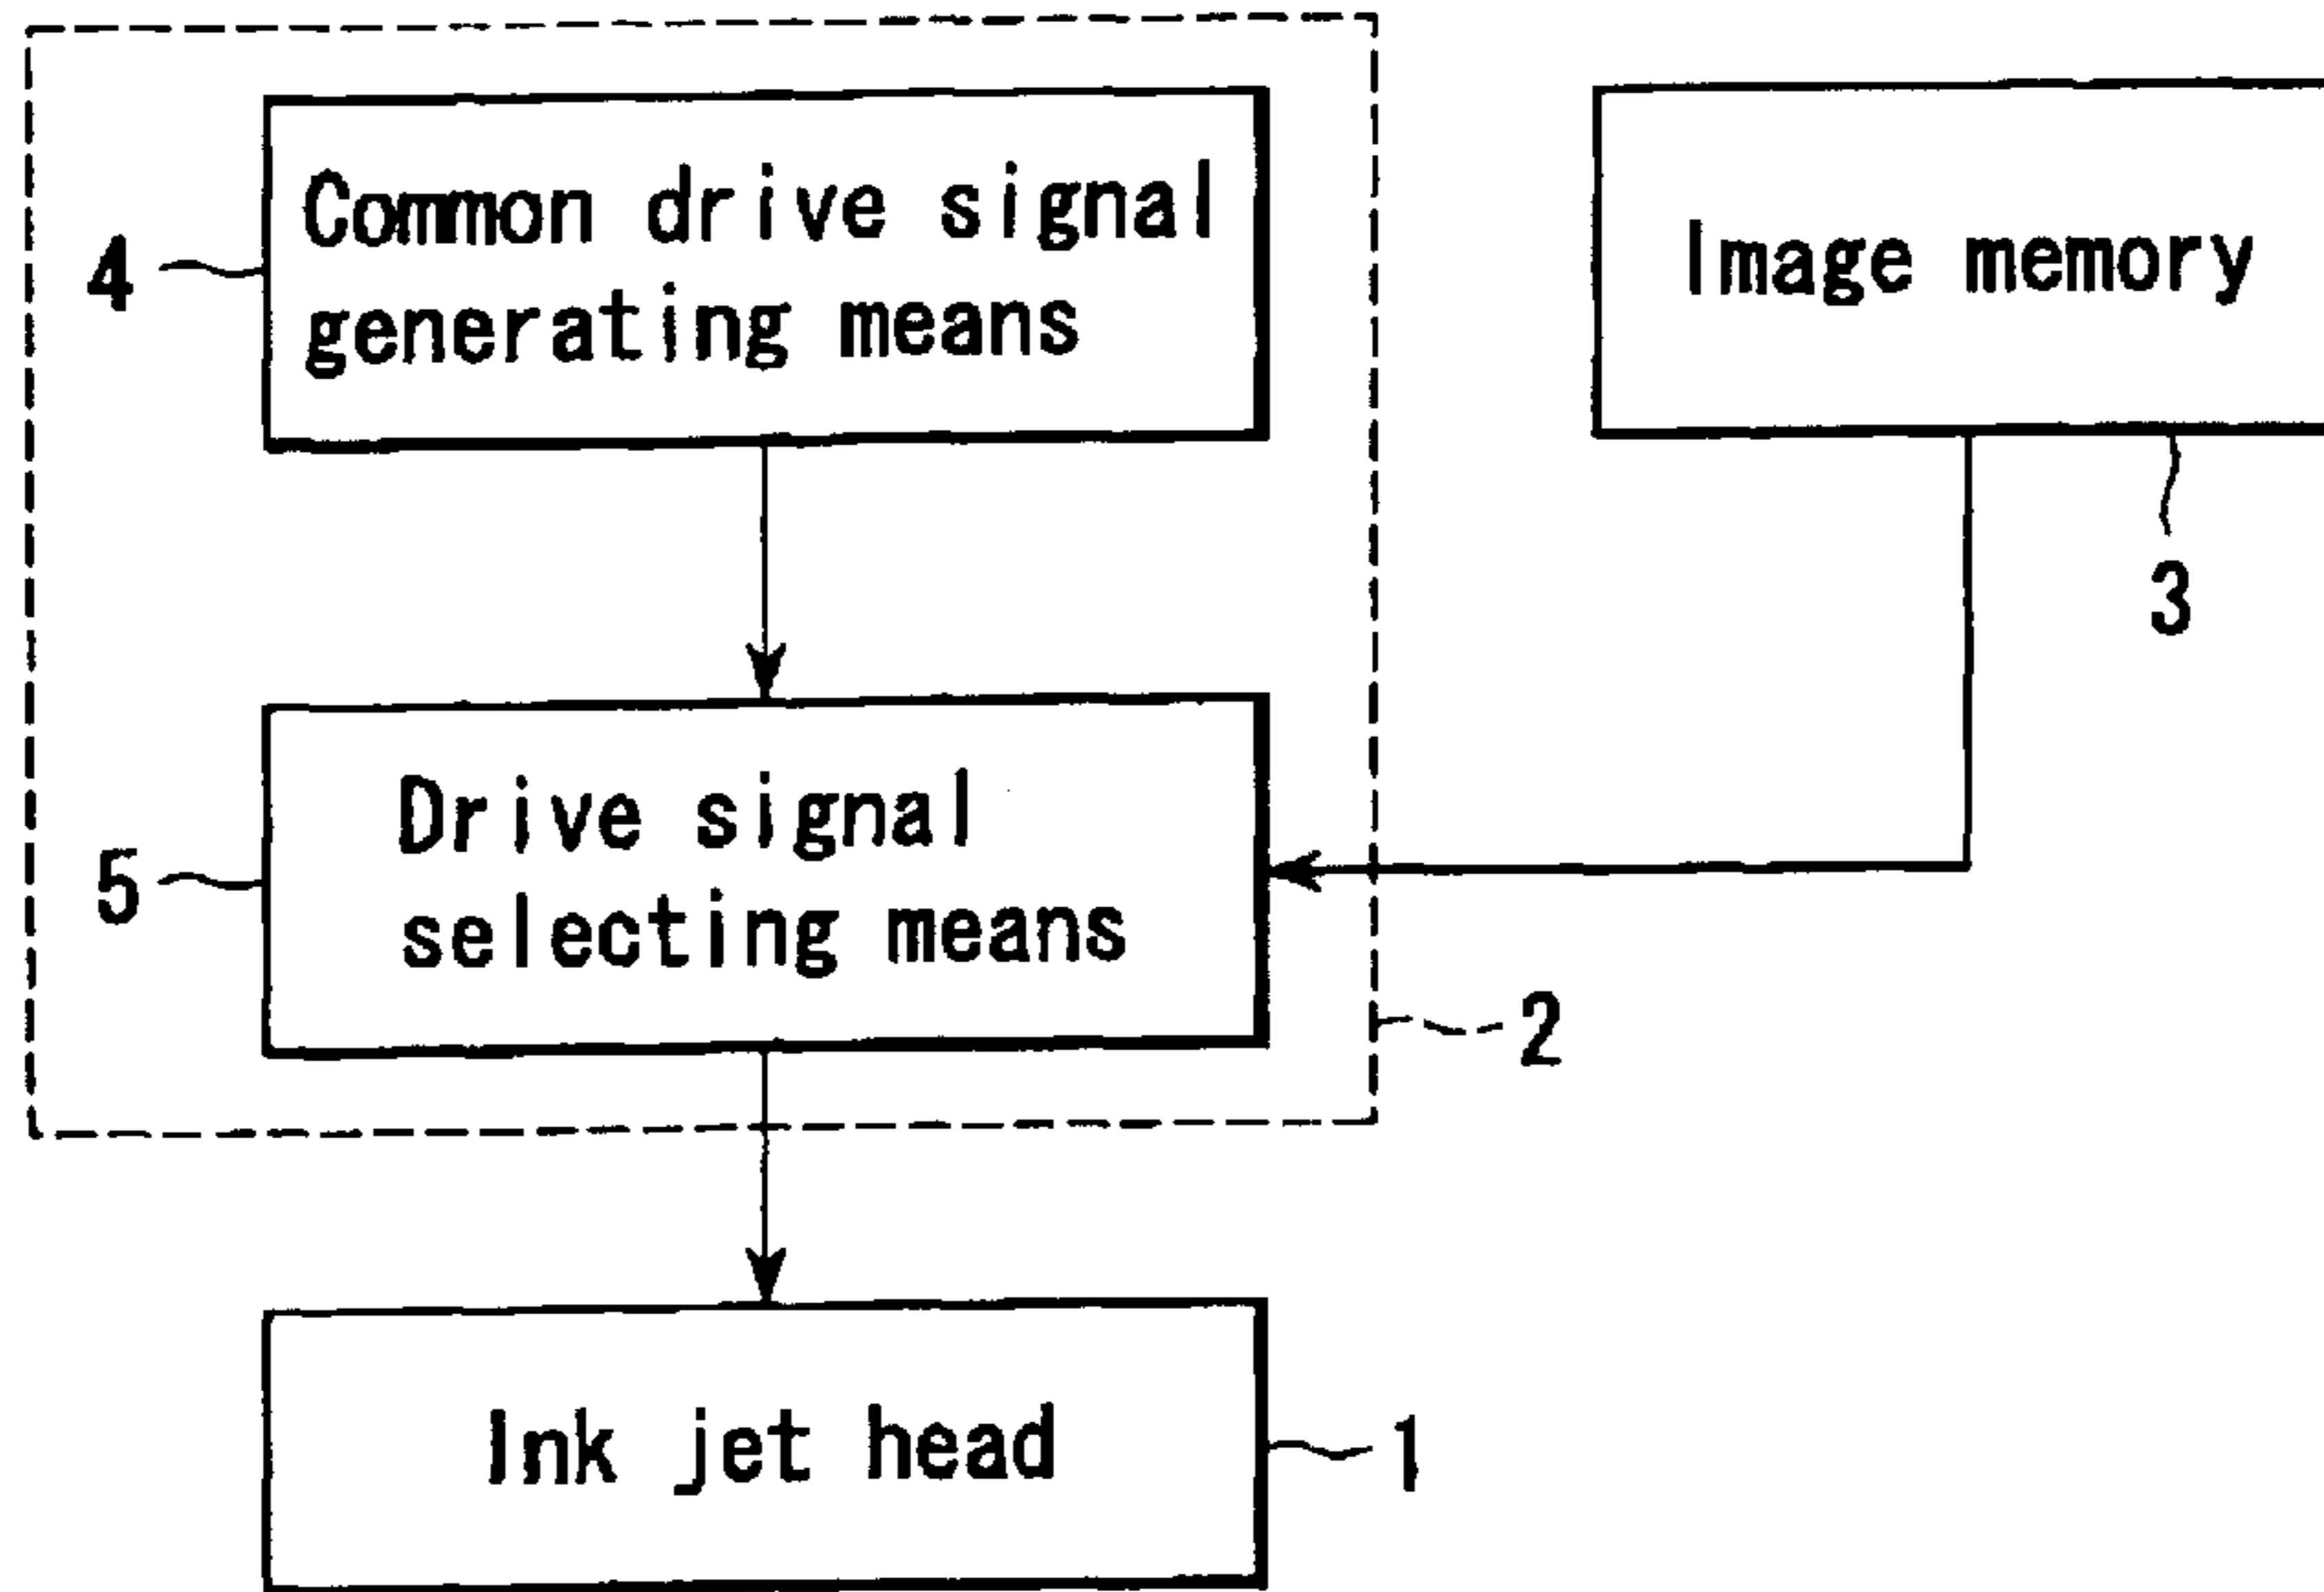 Common drive signal
generating means
4
Image memory
3
Drive signal
selecting means
5
2
Ink jet head
1